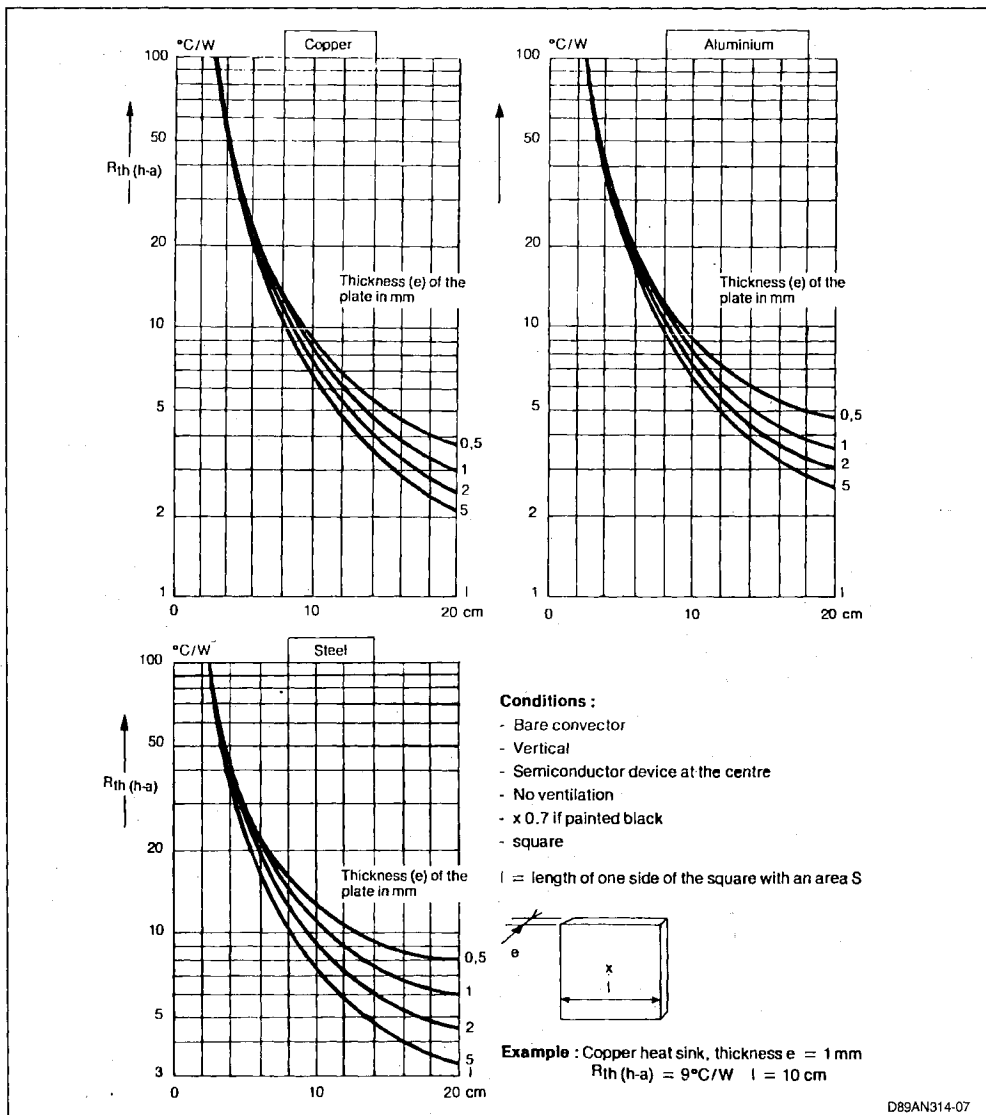 °C/W Copper
100
50
Rth (h-a)
20
Thickness (e) of the
plate in mm
10
5
0,5
1
2
5
2
1
l
0 10 20 cm
°C/W Aluminium
100
50
20
Thickness (e) of the
plate in mm
10
5
0,5
1
2
5
2
1
l
0 10 20 cm
°C/W Steel
100
50
Rth (h-a)
20
Thickness (e) of the
plate in mm
10
0,5
5
1
2
5
3
l
0 10 20 cm
Conditions :
- Bare convector
- Vertical
- Semiconductor device at the centre
- No ventilation
- x 0.7 if painted black
- square
l = length of one side of the square with an area S
e
x
l
Example : Copper heat sink, thickness e = 1 mm
Rth (h-a) = 9°C/W l = 10 cm
D89AN314-07